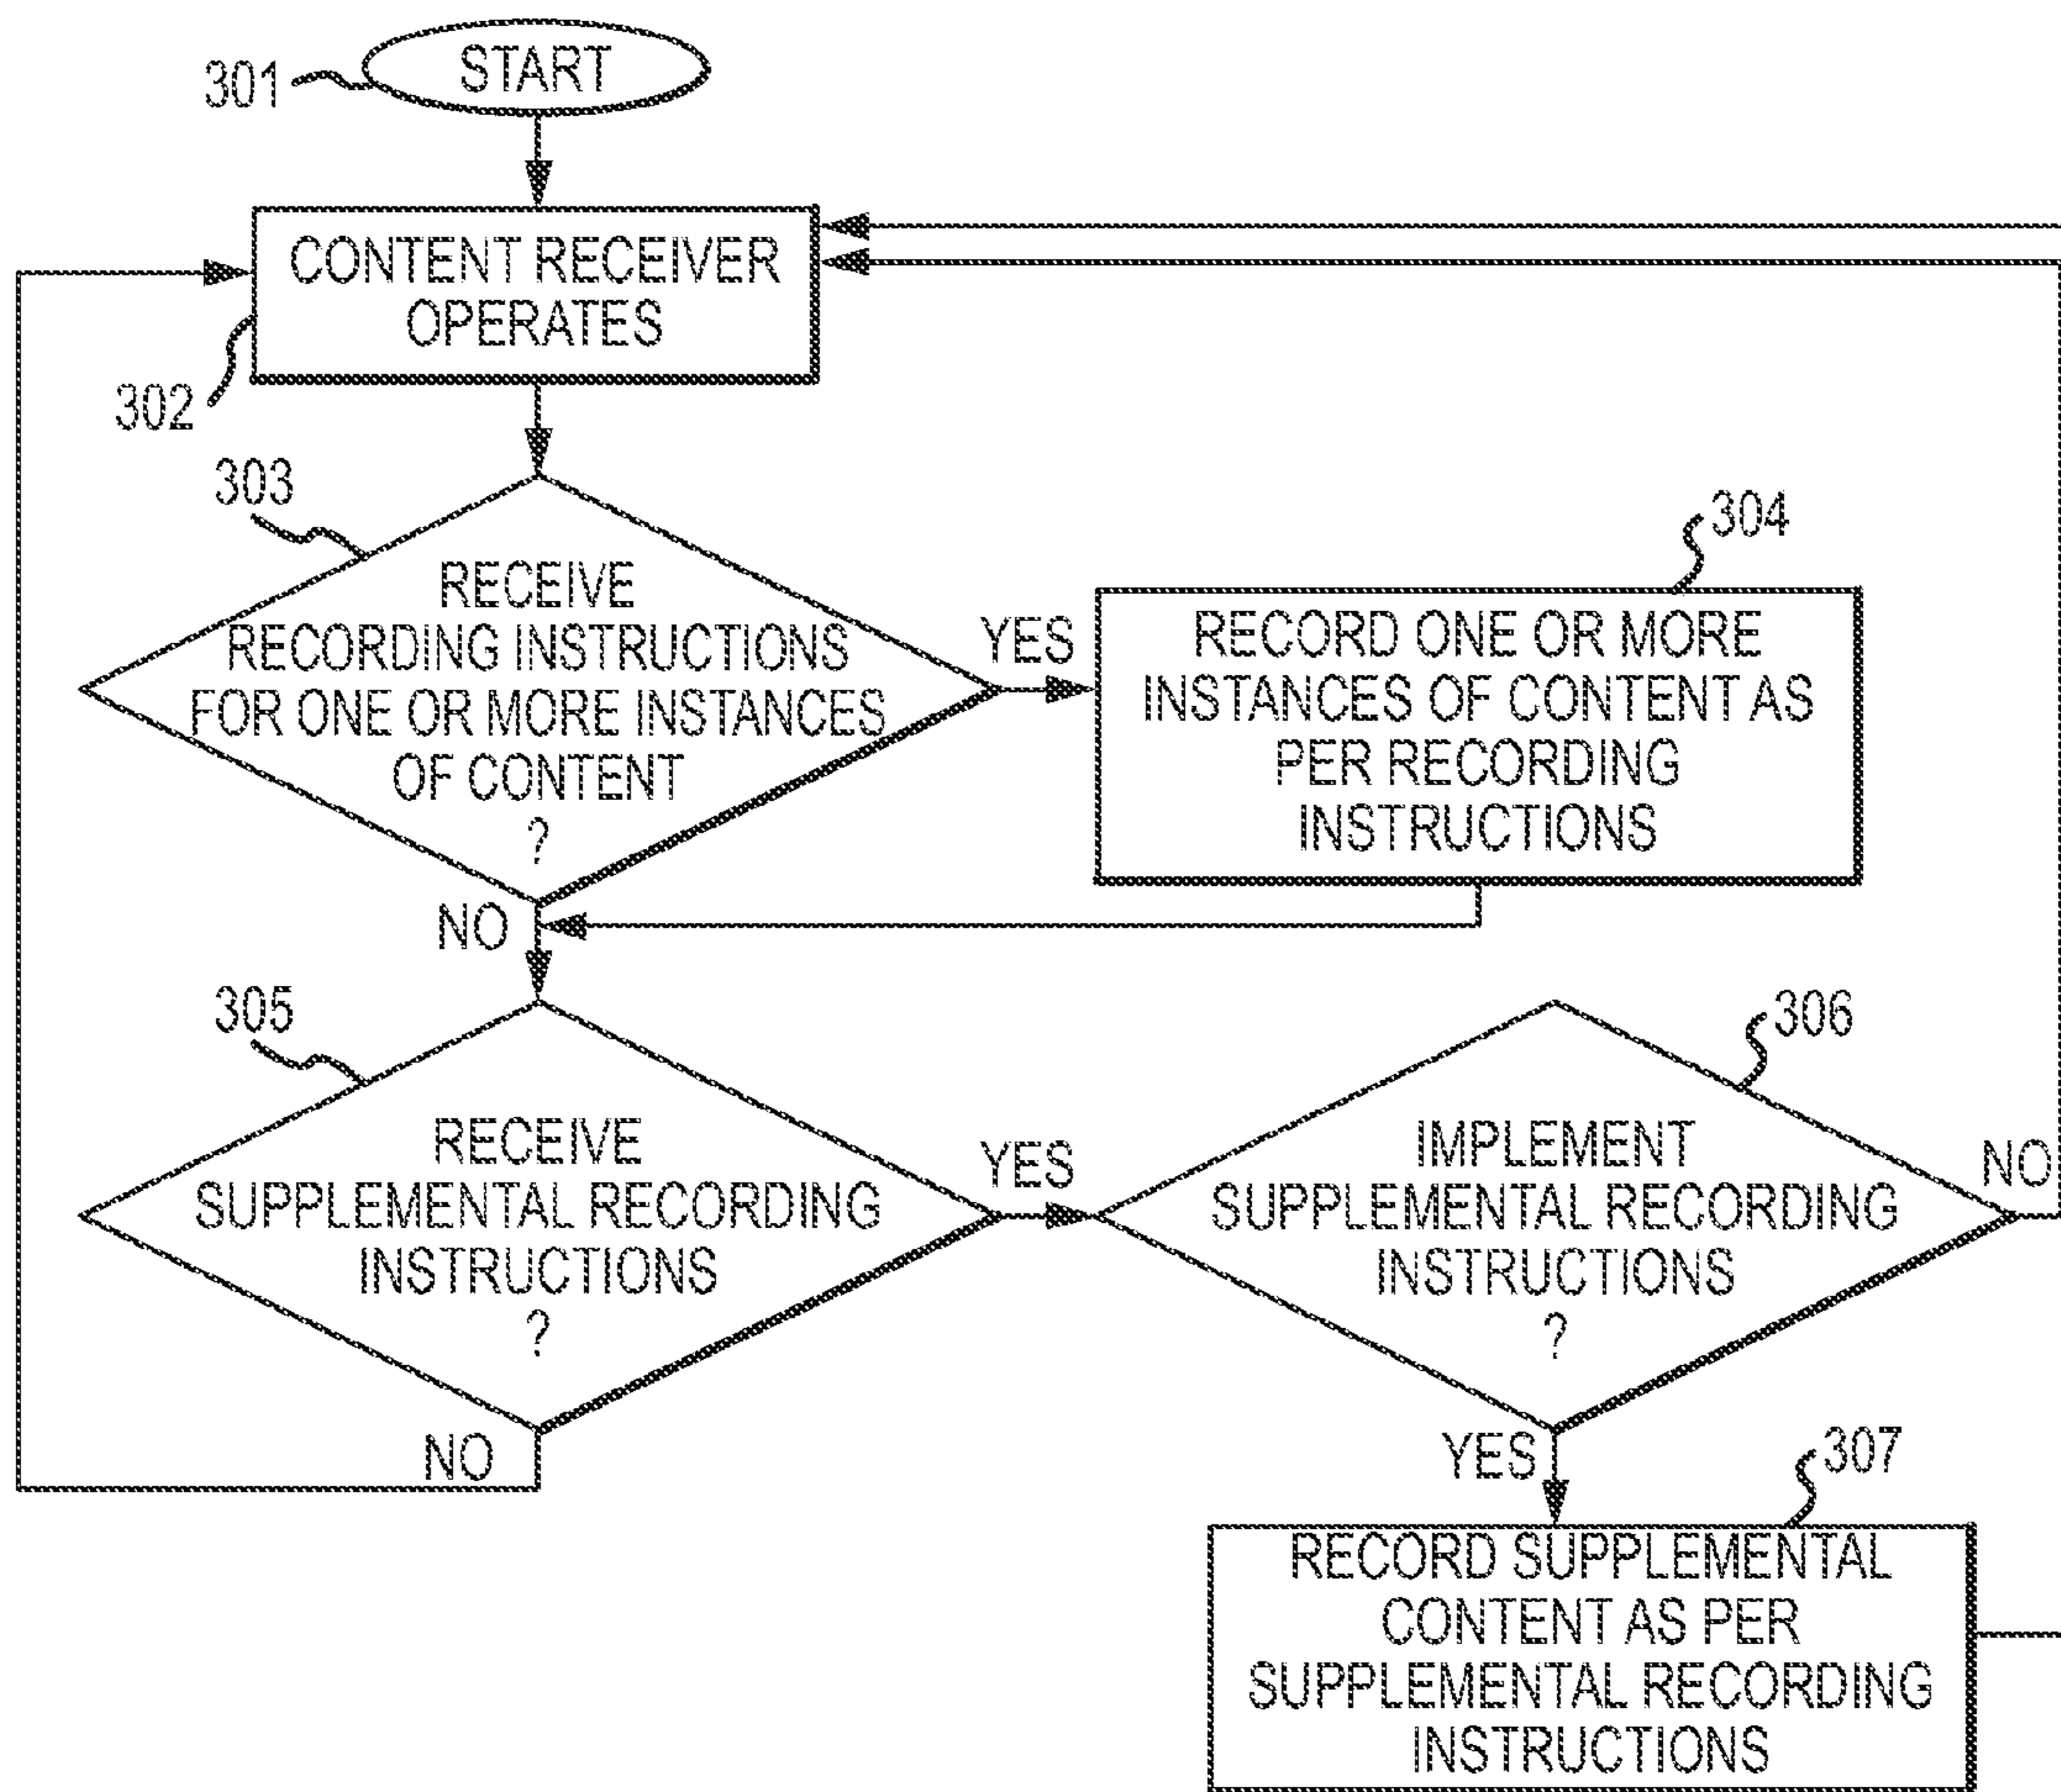 301
START
CONTENT RECEIVER
OPERATES
302
303
RECEIVE
RECORDING INSTRUCTIONS
FOR ONE OR MORE INSTANCES
OF CONTENT
?
YES
304
RECORD ONE OR MORE
INSTANCES OF CONTENT AS
PER RECORDING
INSTRUCTIONS
NO
305
RECEIVE
SUPPLEMENTAL RECORDING
INSTRUCTIONS
?
YES
306
IMPLEMENT
SUPPLEMENTAL RECORDING
INSTRUCTIONS
?
NO
NO
YES
307
RECORD SUPPLEMENTAL
CONTENT AS PER
SUPPLEMENTAL RECORDING
INSTRUCTIONS